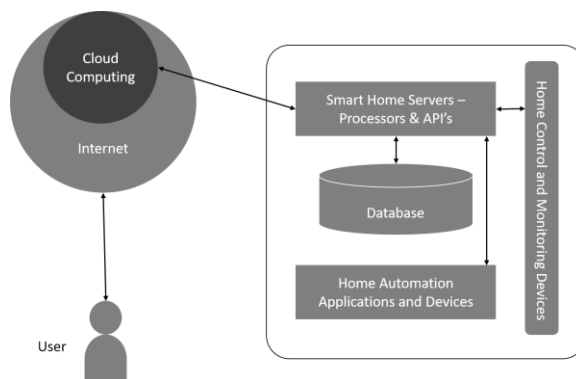 Cloud
Computing
Internet
User
Smart Home Servers –
Processors & API's
Database
Home Automation
Applications and Devices
Home Control and Monitoring Devices